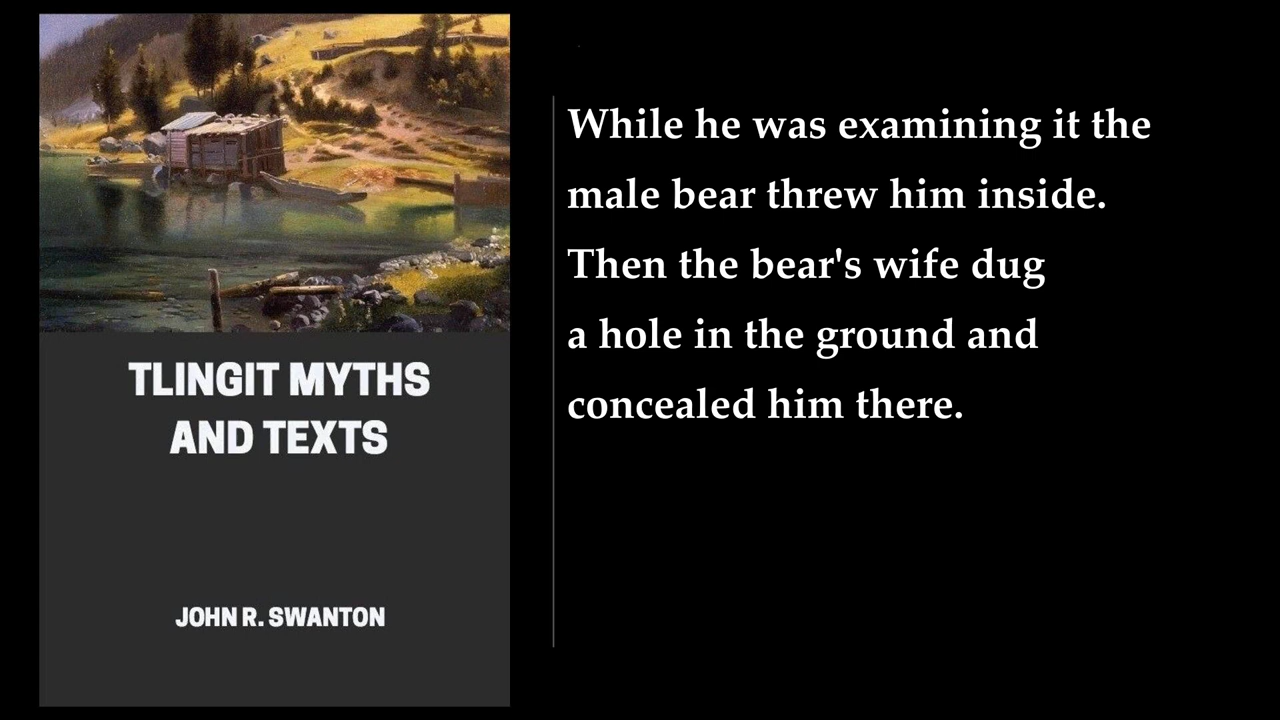 TLINGIT MYTHS
AND TEXTS
JOHN R. SWANTON
While he was examining it the
male bear threw him inside.
Then the bear's wife dug
a hole in the ground and
concealed him there.